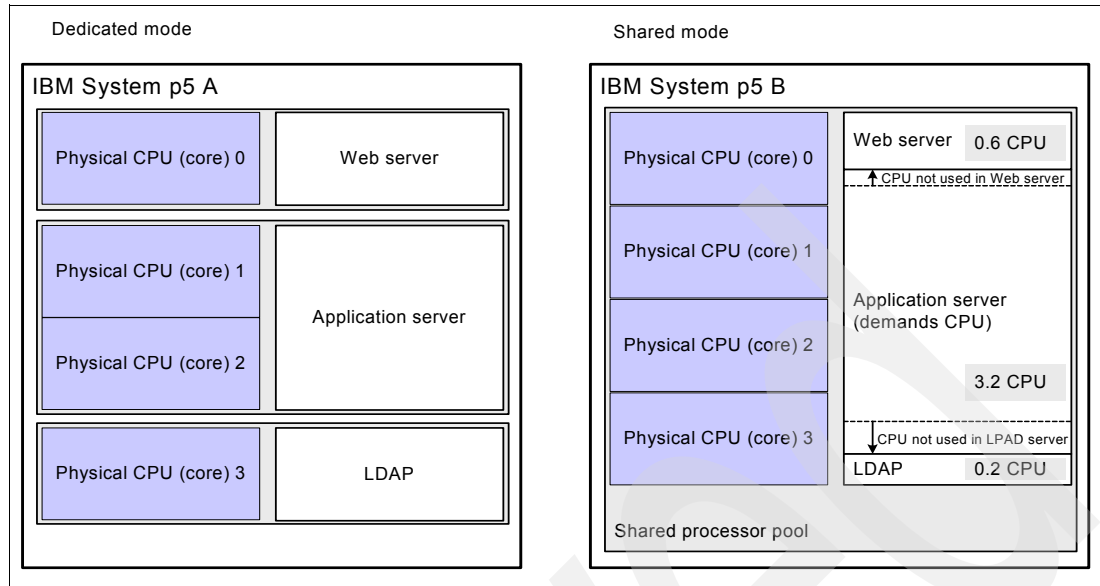 Dedicated mode
IBM System p5 A
Physical CPU (core) 0
Web server
Physical CPU (core) 1
Physical CPU (core) 2
Application server
Physical CPU (core) 3
LDAP
Shared mode
IBM System p5 B
Physical CPU (core) 0
Physical CPU (core) 1
Physical CPU (core) 2
Physical CPU (core) 3
Web server 0.6 CPU
CPU not used in Web server
Application server
(demands CPU)
3.2 CPU
CPU not used in LPAD server
LDAP 0.2 CPU
Shared processor pool